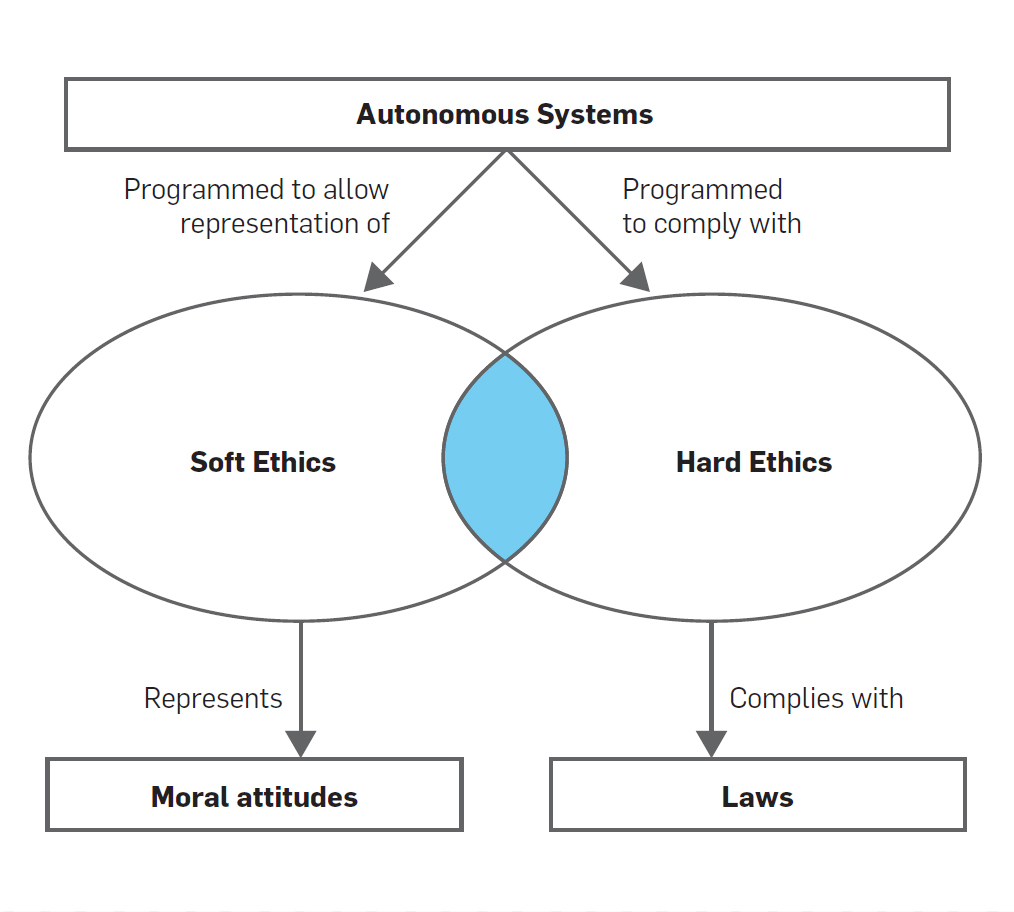 Autonomous Systems
Programmed to allow
representation of
Programmed
to comply with
Soft Ethics
Hard Ethics
Represents
Complies with
Moral attitudes
Laws